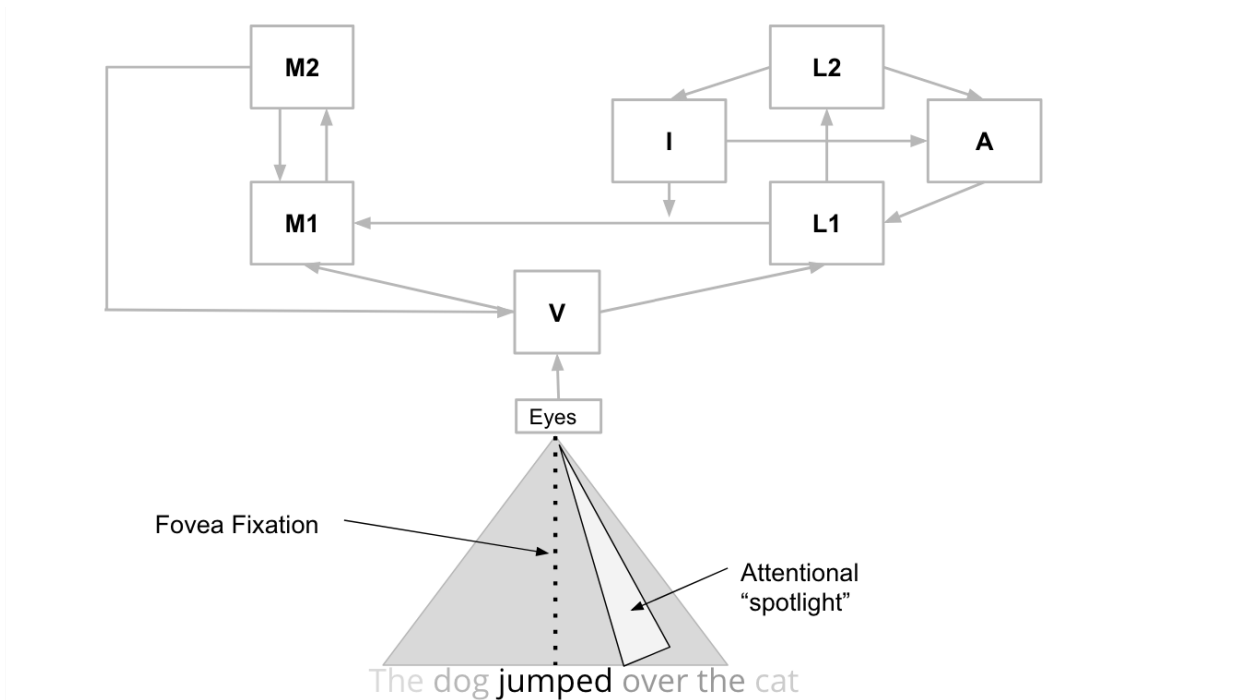 M2
L2
I
A
M1
L1
V
Eyes
Fovea Fixation
Attentional
“spotlight”
The dog jumped over the cat